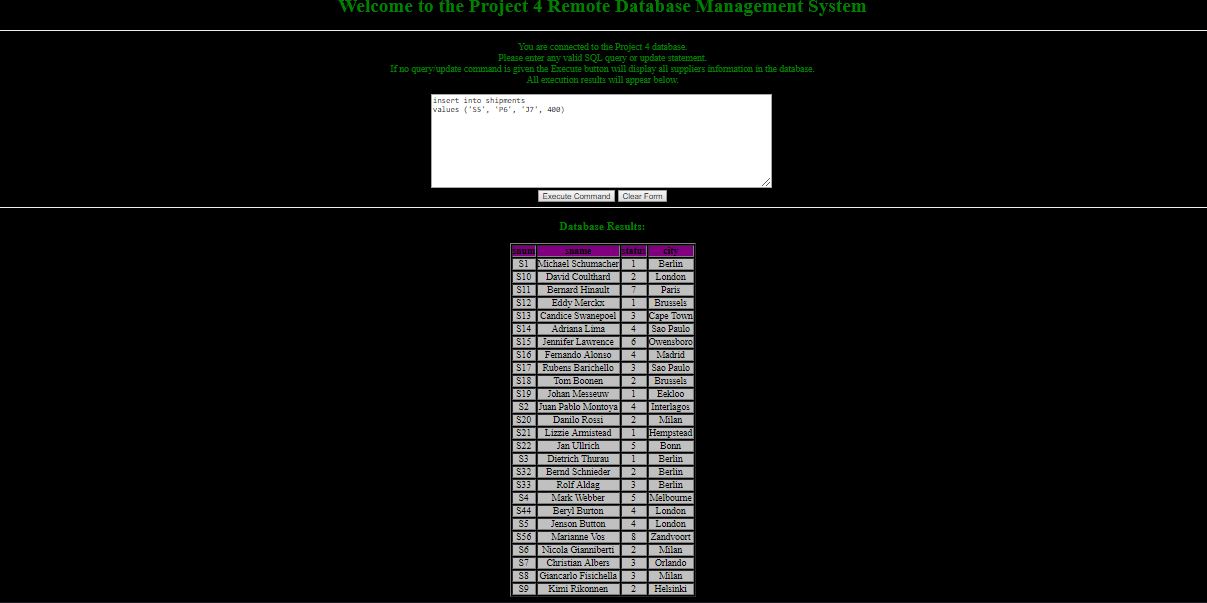 Welcome to the Project 4 Remote Database Management System
You are connected to the Project 4 database.
Please enter any valid SQL query or update statement.
If no query/update command is given the Execute button will display all suppliers information in the database.
All execution results will appear below.
insert into shipments
values ('S5', 'P6', 'J7', 400)
Execute Command Clear Form
Database Results:
snum sname status city
S1 Michael Schumacher 1 Berlin
S10 David Coulthard 2 London
S11 Bernard Hinault 7 Paris
S12 Eddy Merckx 1 Brussels
S13 Candice Swanepoel 3 Cape Town
S14 Adriana Lima 4 Sao Paulo
S15 Jennifer Lawrence 6 Owensboro
S16 Fernando Alonso 4 Madrid
S17 Rubens Barichello 3 Sao Paulo
S18 Tom Boonen 2 Brussels
S19 Johan Messeuw 1 Eekloo
S2 Juan Pablo Montoya 4 Interlagos
S20 Danilo Rossi 2 Milan
S21 Lizzie Armistead 1 Hempstead
S22 Jan Ullrich 5 Bonn
S3 Dietrich Thurau 1 Berlin
S32 Bernd Schnieder 2 Berlin
S33 Rolf Aldag 3 Berlin
S4 Mark Webber 5 Melbourne
S44 Beryl Burton 4 London
S5 Jenson Button 4 London
S56 Marianne Vos 8 Zandvoort
S6 Nicola Gianniberti 2 Milan
S7 Christian Albers 3 Orlando
S8 Giancarlo Fisichella 3 Milan
S9 Kimi Rikonnen 2 Helsinki